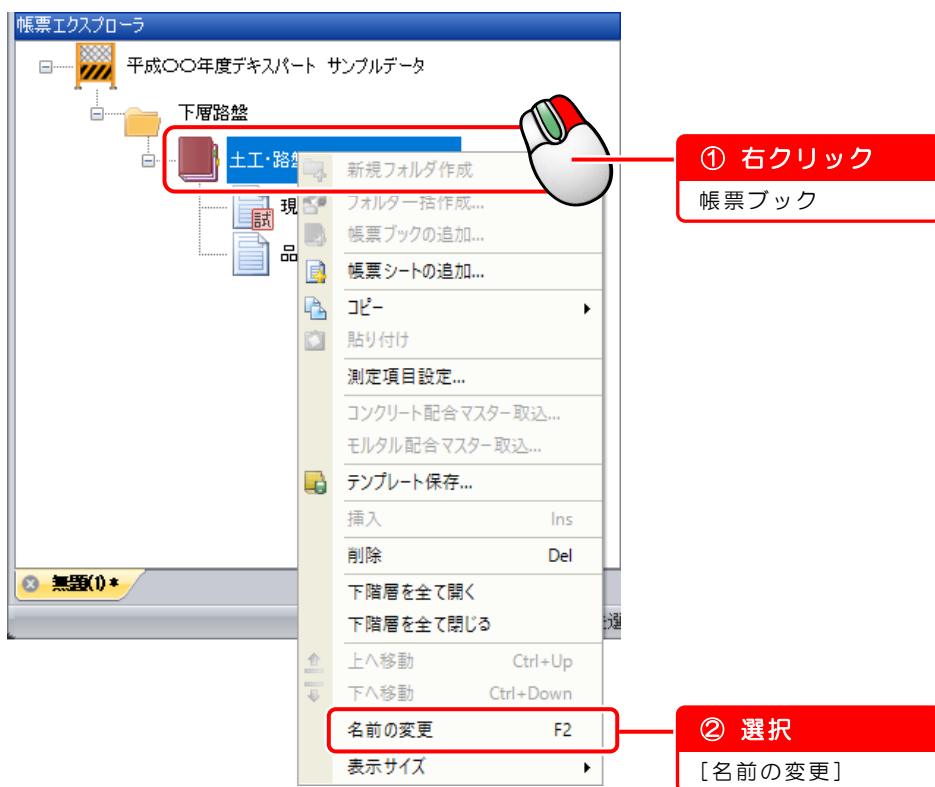 帳票エクスプローラ
平成〇〇年度デキスパート サンプルデータ
下層路盤
土工・路盤
① 右クリック
帳票ブック
現
試
品
新規フォルダ作成
フォルダ一括作成...
帳票ブックの追加...
帳票シートの追加...
コピー
貼り付け
測定項目設定...
コンクリート配合マスター取込...
モルタル配合マスター取込...
テンプレート保存...
挿入 Ins
削除 Del
下階層を全て開く
下階層を全て閉じる
上へ移動 Ctrl+Up
下へ移動 Ctrl+Down
名前の変更 F2
表示サイズ
無題(1)*
② 選択
[名前の変更]